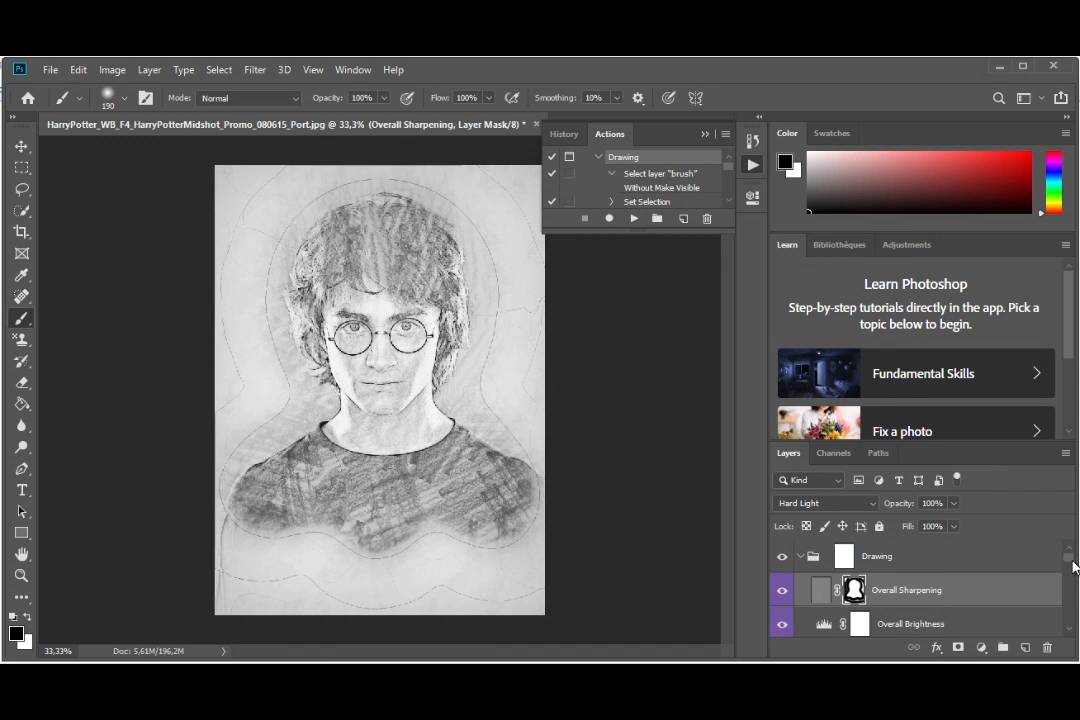 Ps File Edit Image Layer Type Select Filter 3D View Window Help
190 Mode: Normal Opacity: 100% Flow: 100% Smoothing: 10%
HarryPotter_WB_F4_HarryPotterMidshot_Promo_080615_Port.jpg @ 33,3% (Overall Sharpening, Layer Mask/8) *
History Actions
Drawing
Select layer "brush"
Without Make Visible
Set Selection
Color Swatches
Learn Bibliothèques Adjustments
Learn Photoshop
Step-by-step tutorials directly in the app. Pick a
topic below to begin.
Fundamental Skills
Fix a photo
Layers Channels Paths
Kind
Hard Light Opacity: 100%
Lock: Fill: 100%
Drawing
Overall Sharpening
Overall Brightness
33,33% Doc: 5,61M/196,2M